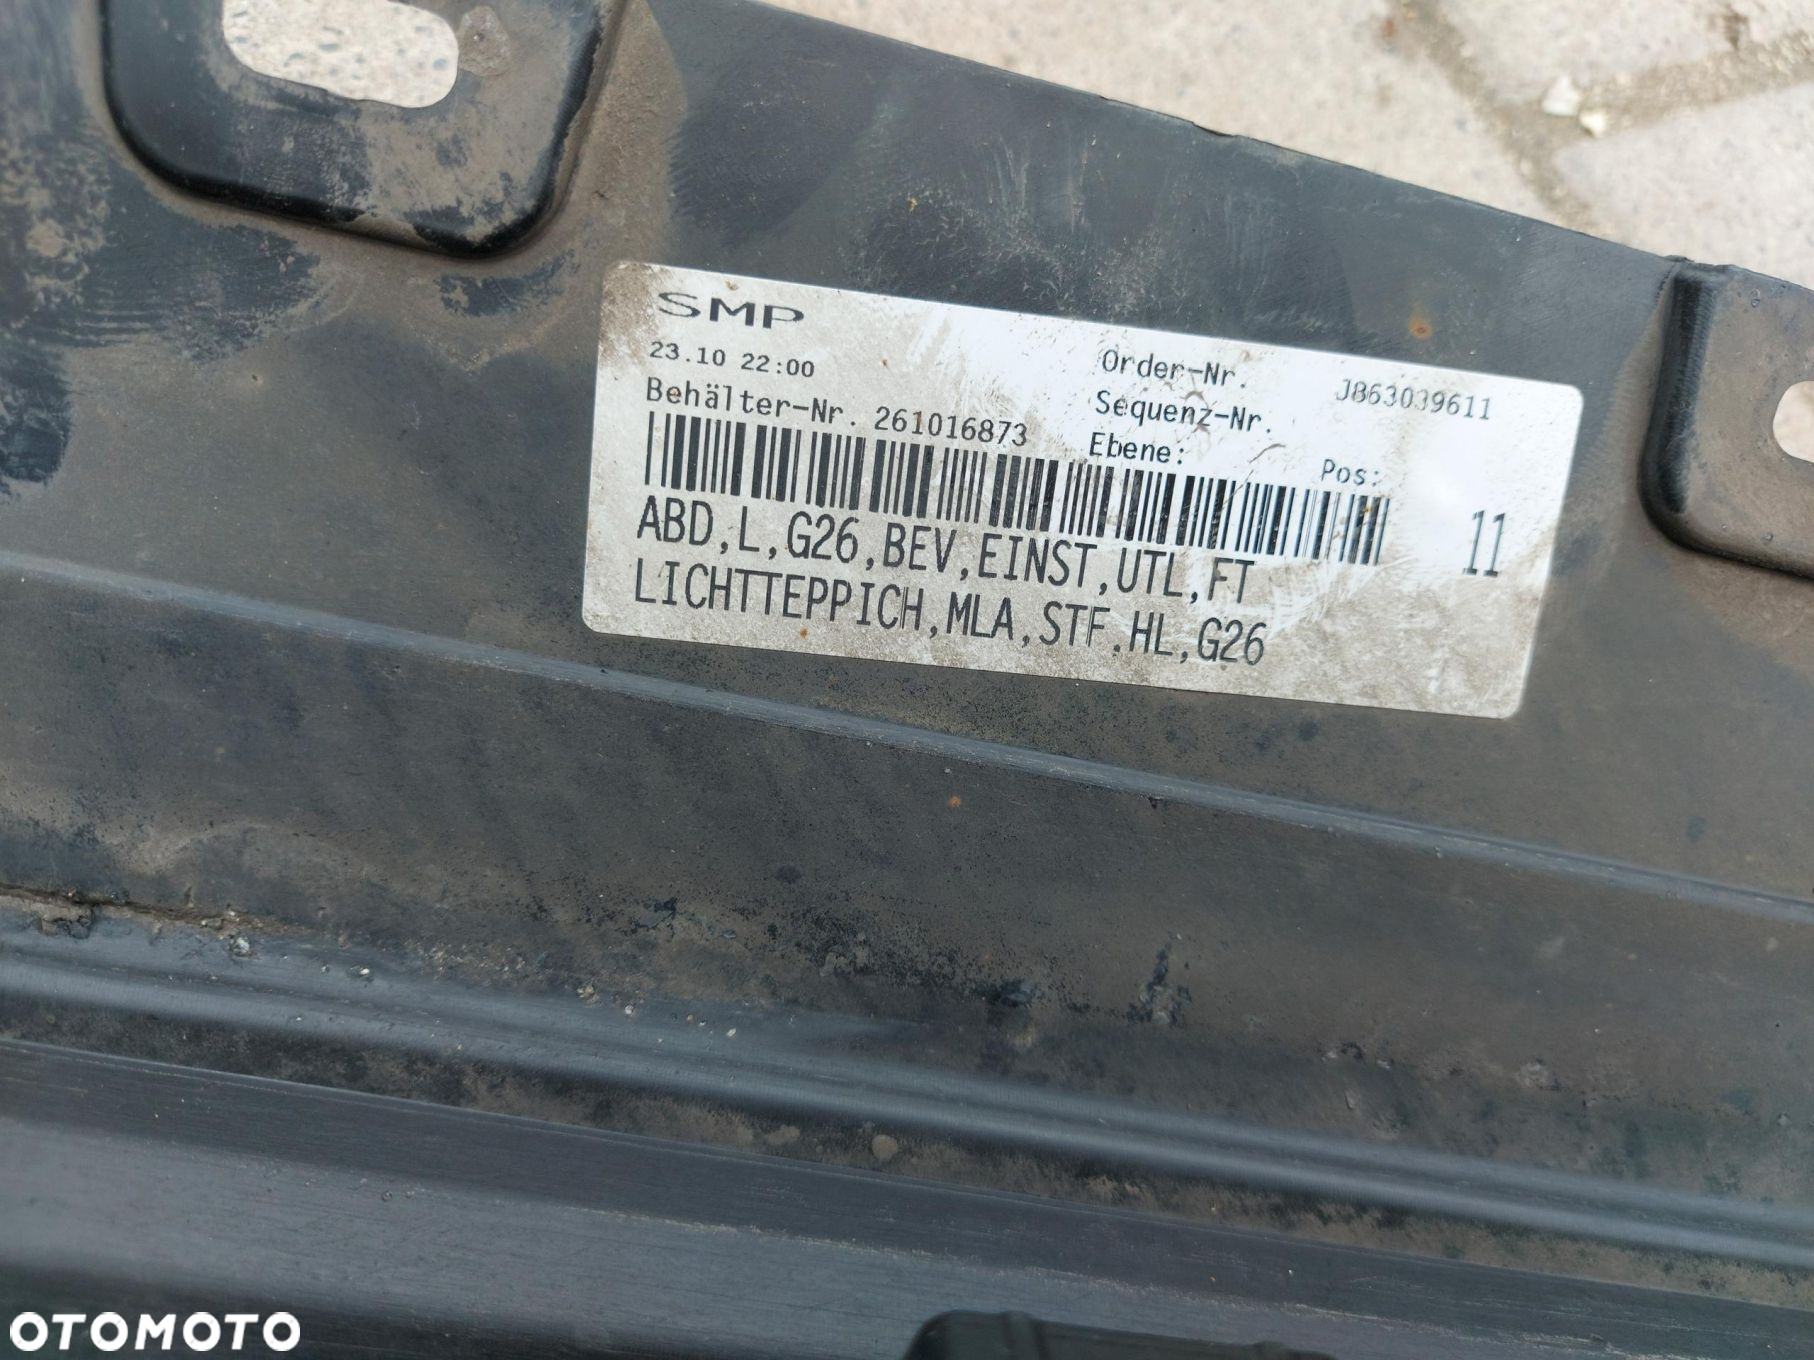 SMP
23.10 22:00
Order-Nr. J863039611
Behälter-Nr. 261016873
Sequenz-Nr.
Ebene: Pos:
11
ABD,L,G26,BEV,EINST,UTL,FT
LICHTTEPPICH,MLA,STF.HL,G26
OTOMOTO